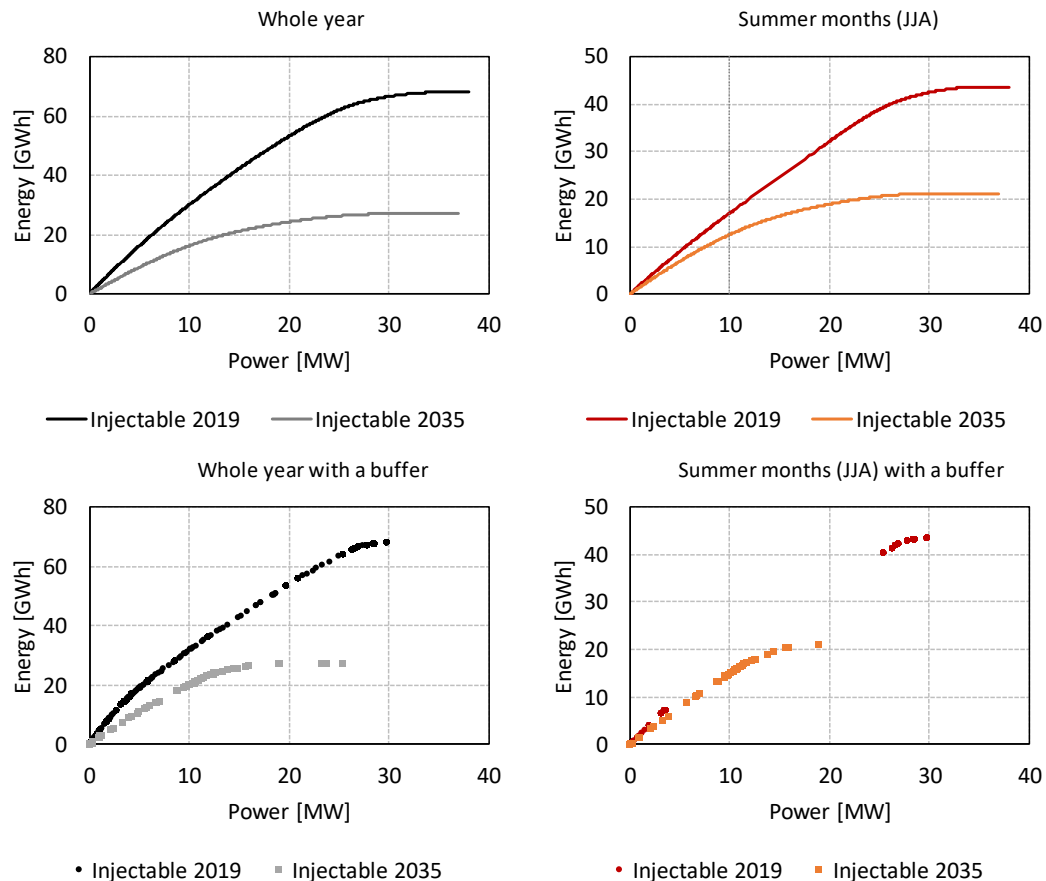 Whole year
80
60
40
20
0
Energy [GWh]
0 10 20 30 40
Power [MW]
Injectable 2019 Injectable 2035
Summer months (JJA)
50
40
30
20
10
0
Energy [GWh]
0 10 20 30 40
Power [MW]
Injectable 2019 Injectable 2035
Whole year with a buffer
80
60
40
20
0
Energy [GWh]
0 10 20 30 40
Power [MW]
Injectable 2019 Injectable 2035
Summer months (JJA) with a buffer
50
40
30
20
10
0
Energy [GWh]
0 10 20 30 40
Power [MW]
Injectable 2019 Injectable 2035